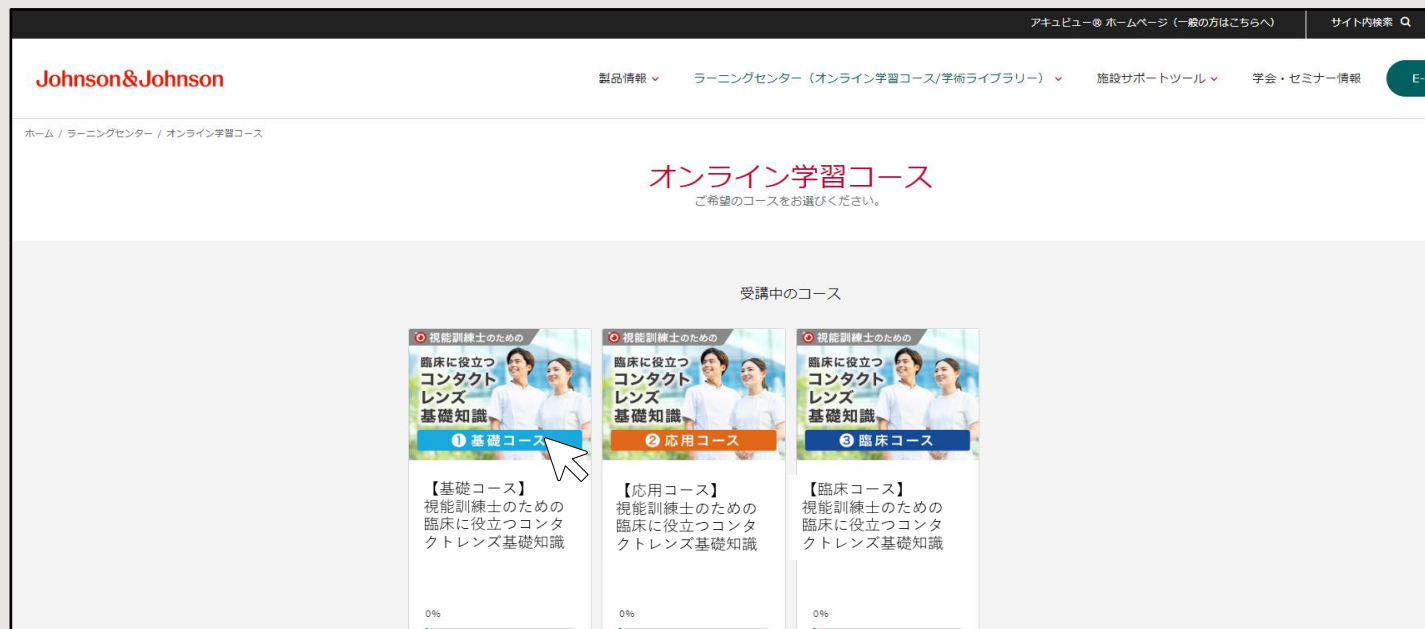 アキュビュー® ホームページ（一般の方はこちらへ）
サイト内検索
Johnson&Johnson
製品情報
ラーニングセンター（オンライン学習コース/学術ライブラリー）
施設サポートツール
学会・セミナー情報
E-
ホーム / ラーニングセンター / オンライン学習コース
オンライン学習コース
ご希望のコースをお選びください。
受講中のコース
視能訓練士のための
臨床に役立つ
コンタクト
レンズ
基礎知識
❶ 基礎コース
【基礎コース】
視能訓練士のための
臨床に役立つコンタ
クトレンズ基礎知識
0%
視能訓練士のための
臨床に役立つ
コンタクト
レンズ
基礎知識
❷ 応用コース
【応用コース】
視能訓練士のための
臨床に役立つコンタ
クトレンズ基礎知識
0%
視能訓練士のための
臨床に役立つ
コンタクト
レンズ
基礎知識
❸ 臨床コース
【臨床コース】
視能訓練士のための
臨床に役立つコンタ
クトレンズ基礎知識
0%